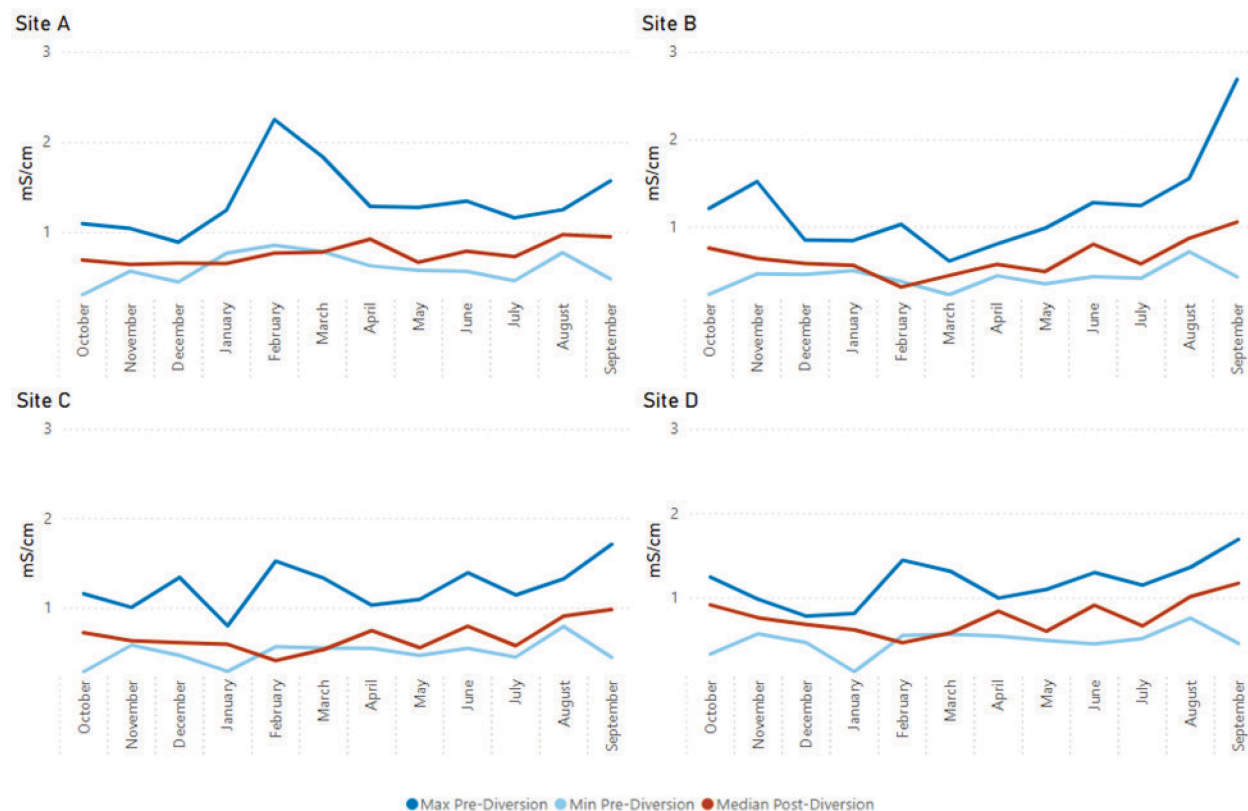 Site A
Site B
3
2
1
mS/cm
October
November
December
January
February
March
April
May
June
July
August
September
3
2
1
mS/cm
October
November
December
January
February
March
April
May
June
July
August
September
Site C
Site D
3
2
1
mS/cm
October
November
December
January
February
March
April
May
June
July
August
September
3
2
1
mS/cm
October
November
December
January
February
March
April
May
June
July
August
September
Max Pre-Diversion Min Pre-Diversion Median Post-Diversion